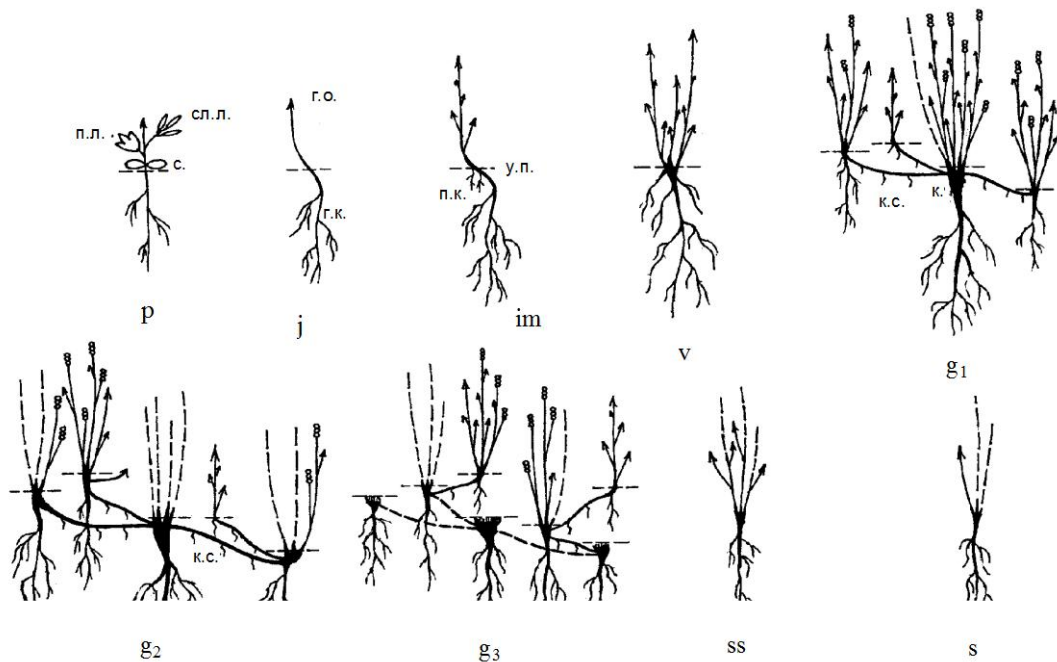 п.л.
сл.л.
с.
р
г.о.
г.к.
j
у.п.
п.к.
im
v
к.с.
к.
g1
к.с.
g2
g3
ss
s